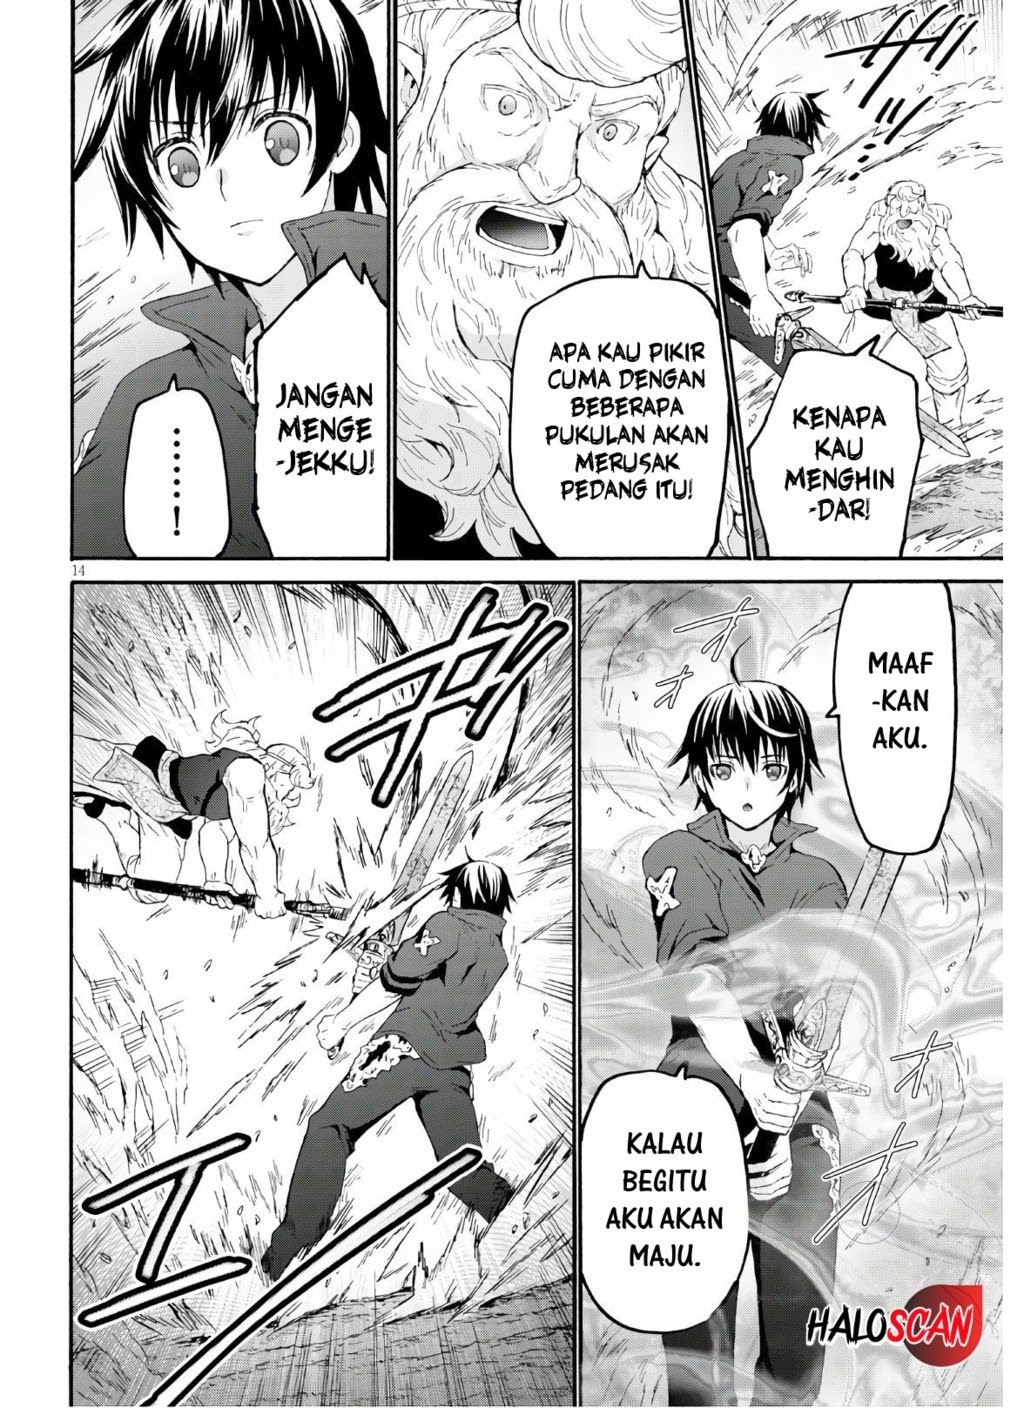 KENAPA
KAU
MENGHIN
-DAR!
APA KAU PIKIR
CUMA DENGAN
BEBERAPA
PUKULAN AKAN
MERUSAK
PEDANG ITU!
JANGAN
MENGE
-JEKKU!
........!
14
MAAF
-KAN
AKU.
KALAU
BEGITU
AKU AKAN
MAJU.
HALOSCAN